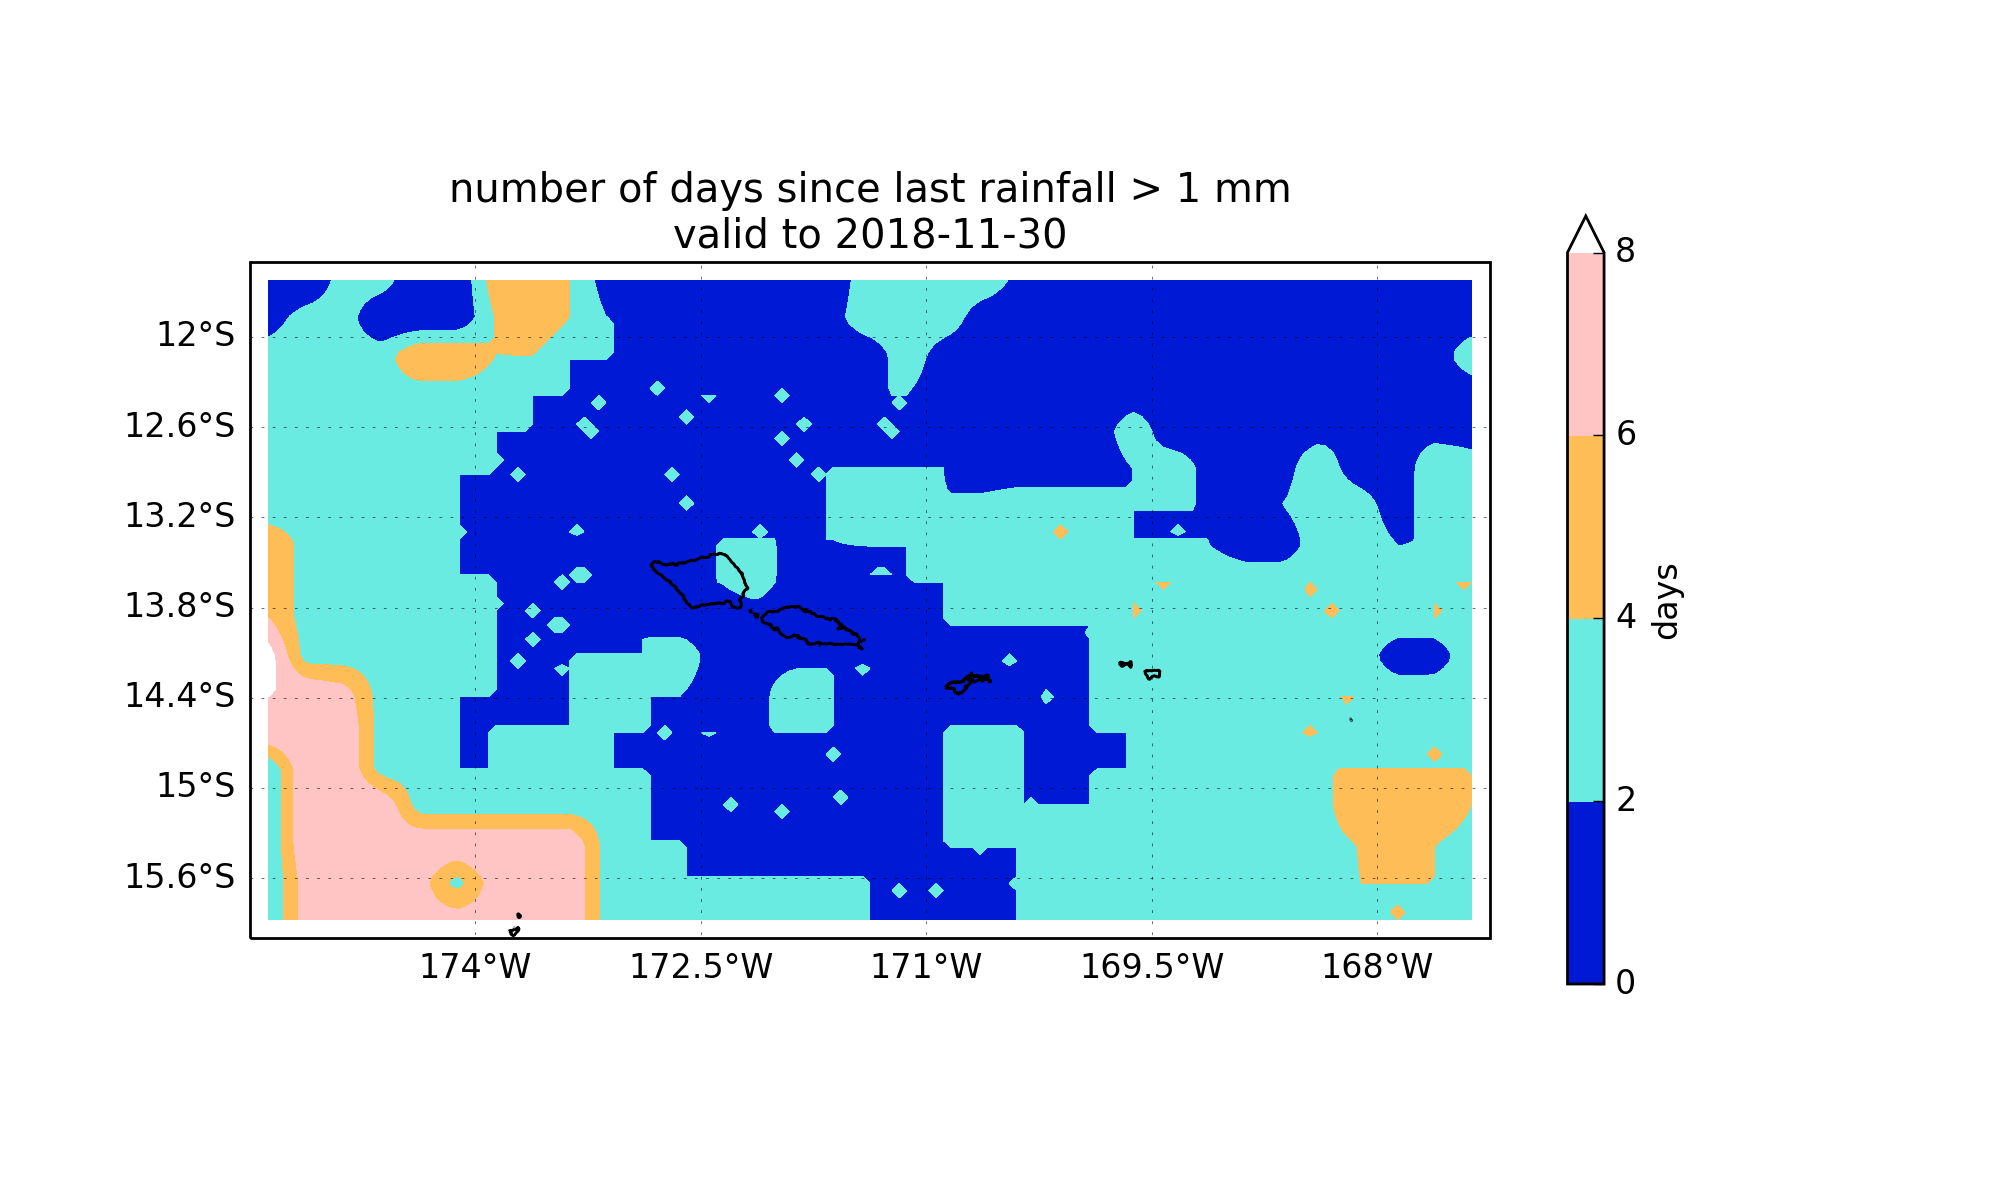 number of days since last rainfall > 1 mm
valid to 2018-11-30
12°S
12.6°S
13.2°S
13.8°S
14.4°S
15°S
15.6°S
174°W
172.5°W
171°W
169.5°W
168°W
8
6
4
2
0
days